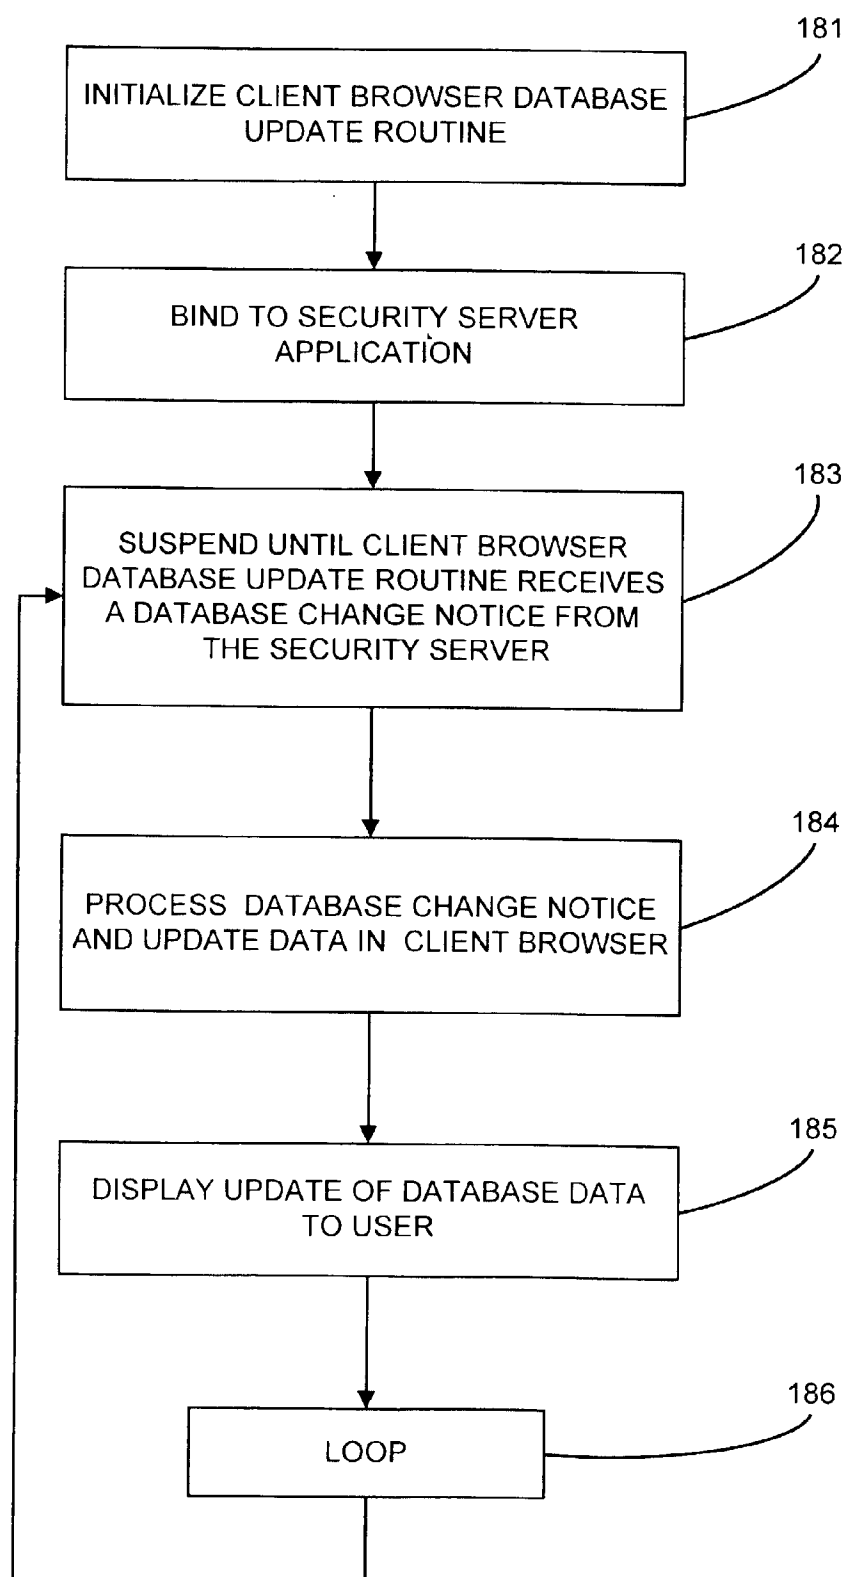 181
INITIALIZE CLIENT BROWSER DATABASE
UPDATE ROUTINE
182
BIND TO SECURITY SERVER
APPLICATION
183
SUSPEND UNTIL CLIENT BROWSER
DATABASE UPDATE ROUTINE RECEIVES
A DATABASE CHANGE NOTICE FROM
THE SECURITY SERVER
184
PROCESS DATABASE CHANGE NOTICE
AND UPDATE DATA IN CLIENT BROWSER
185
DISPLAY UPDATE OF DATABASE DATA
TO USER
186
LOOP